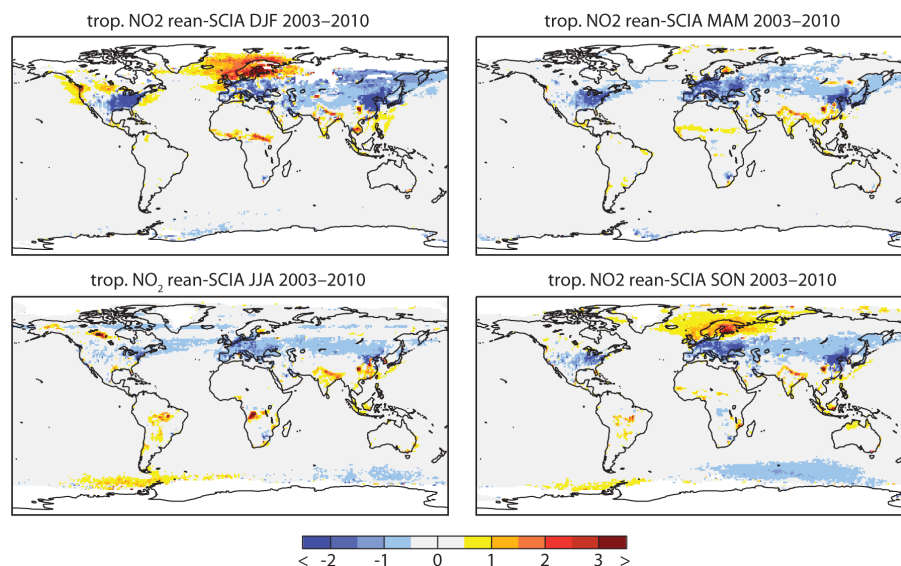 trop. NO2 rean-SCIA DJF 2003–2010
trop. NO2 rean-SCIA MAM 2003–2010
trop. NO₂ rean-SCIA JJA 2003–2010
trop. NO2 rean-SCIA SON 2003–2010
< -2 -1 0 1 2 3 >